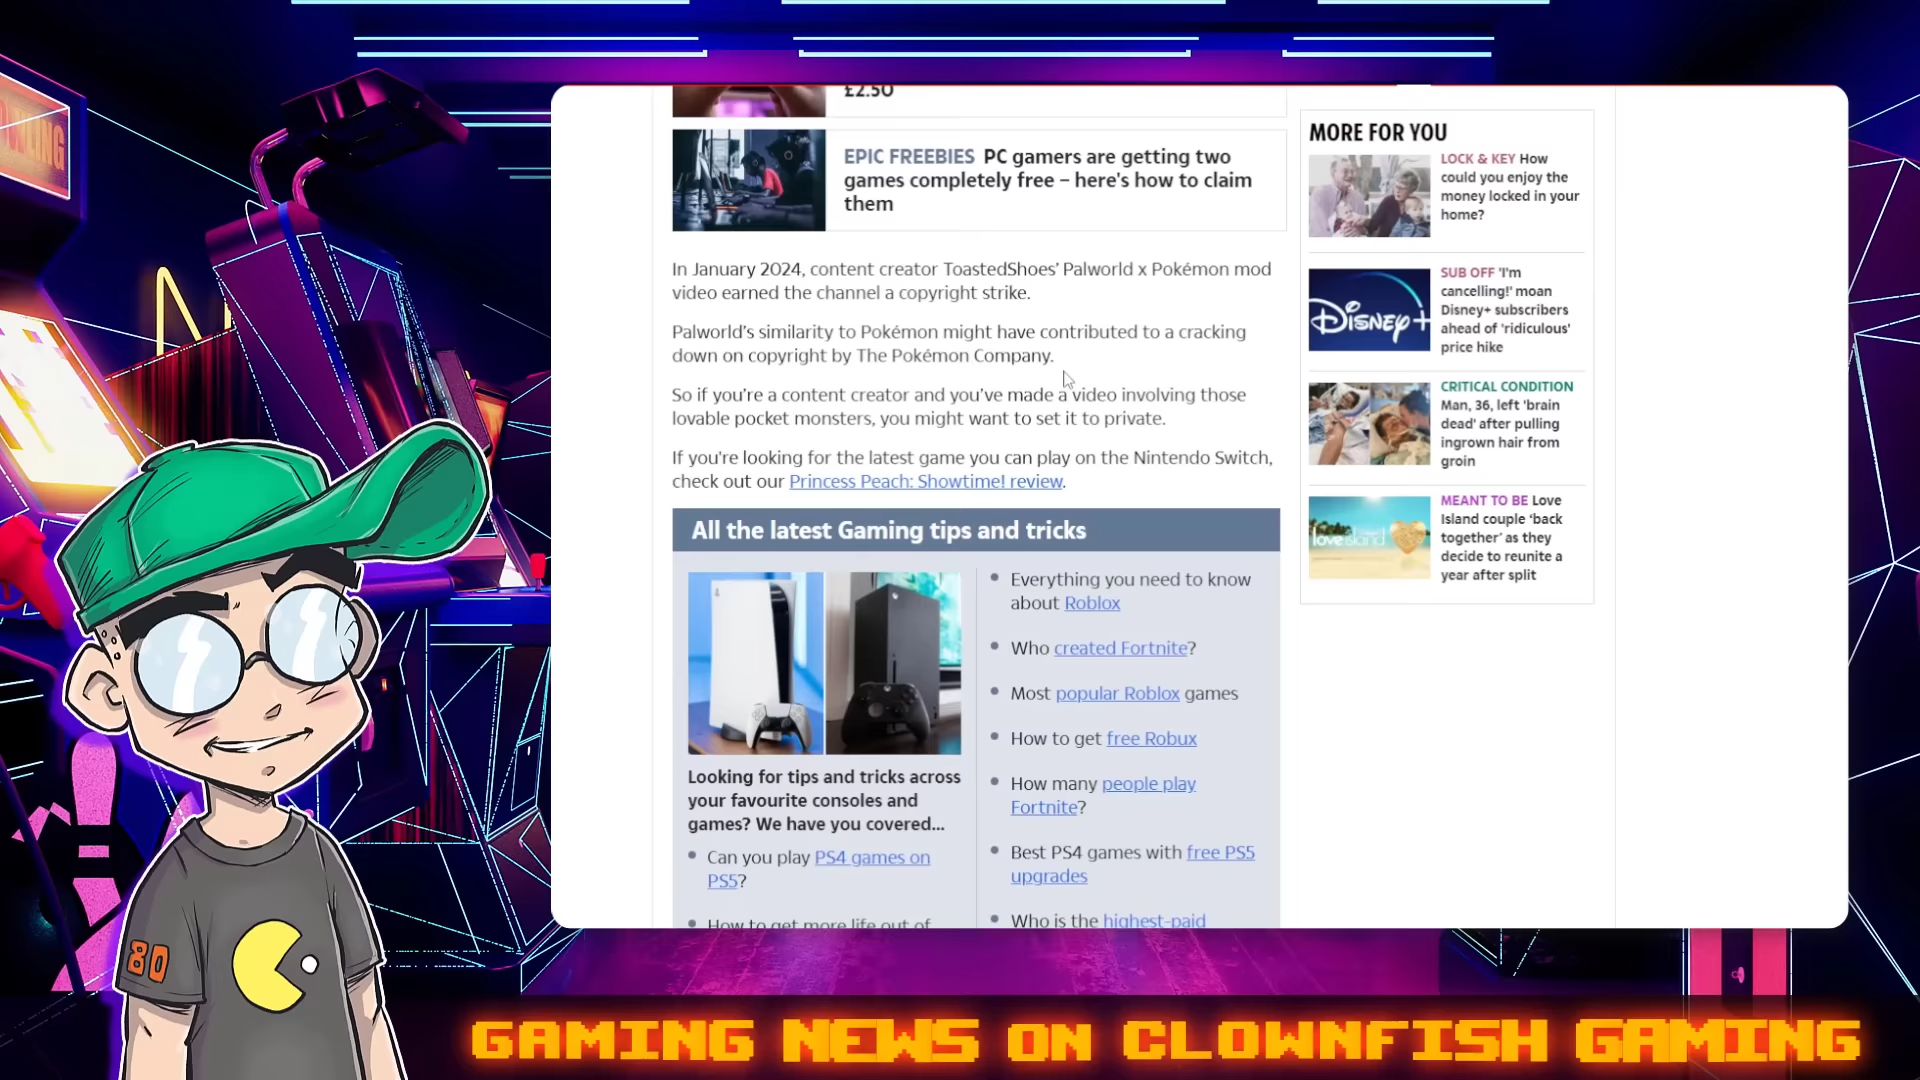 £2.50
EPIC FREEBIES PC gamers are getting two
games completely free – here's how to claim
them
In January 2024, content creator ToastedShoes’ Palworld x Pokémon mod
video earned the channel a copyright strike.
Palworld’s similarity to Pokémon might have contributed to a cracking
down on copyright by The Pokémon Company.
So if you’re a content creator and you’ve made a video involving those
lovable pocket monsters, you might want to set it to private.
If you're looking for the latest game you can play on the Nintendo Switch,
check out our Princess Peach: Showtime! review.
All the latest Gaming tips and tricks
Looking for tips and tricks across
your favourite consoles and
games? We have you covered...
Can you play PS4 games on
PS5?
How to get more life out of
Everything you need to know
about Roblox
Who created Fortnite?
Most popular Roblox games
How to get free Robux
How many people play
Fortnite?
Best PS4 games with free PS5
upgrades
Who is the highest-paid
MORE FOR YOU
LOCK & KEY How
could you enjoy the
money locked in your
home?
Disney+
SUB OFF 'I'm
cancelling!' moan
Disney+ subscribers
ahead of 'ridiculous'
price hike
CRITICAL CONDITION
Man, 36, left 'brain
dead' after pulling
ingrown hair from
groin
love island
MEANT TO BE Love
Island couple ‘back
together’ as they
decide to reunite a
year after split
80
GAMING NEWS ON CLOWNFISH GAMING